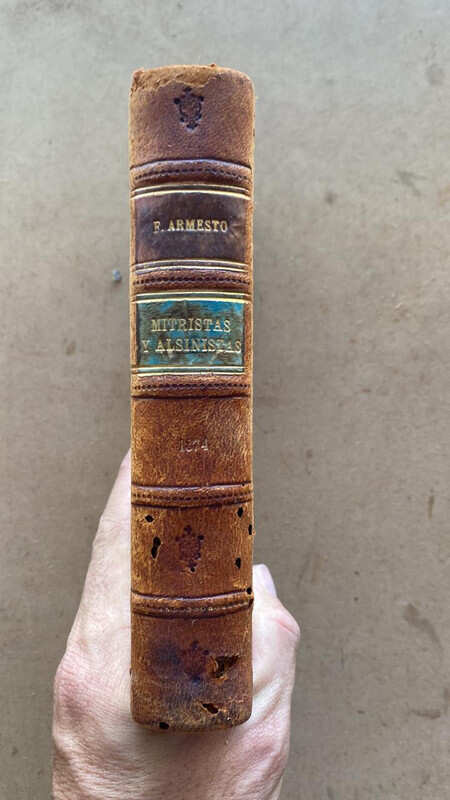 F. ARMESTO
MITRISTAS
Y ALSINISTAS
1874